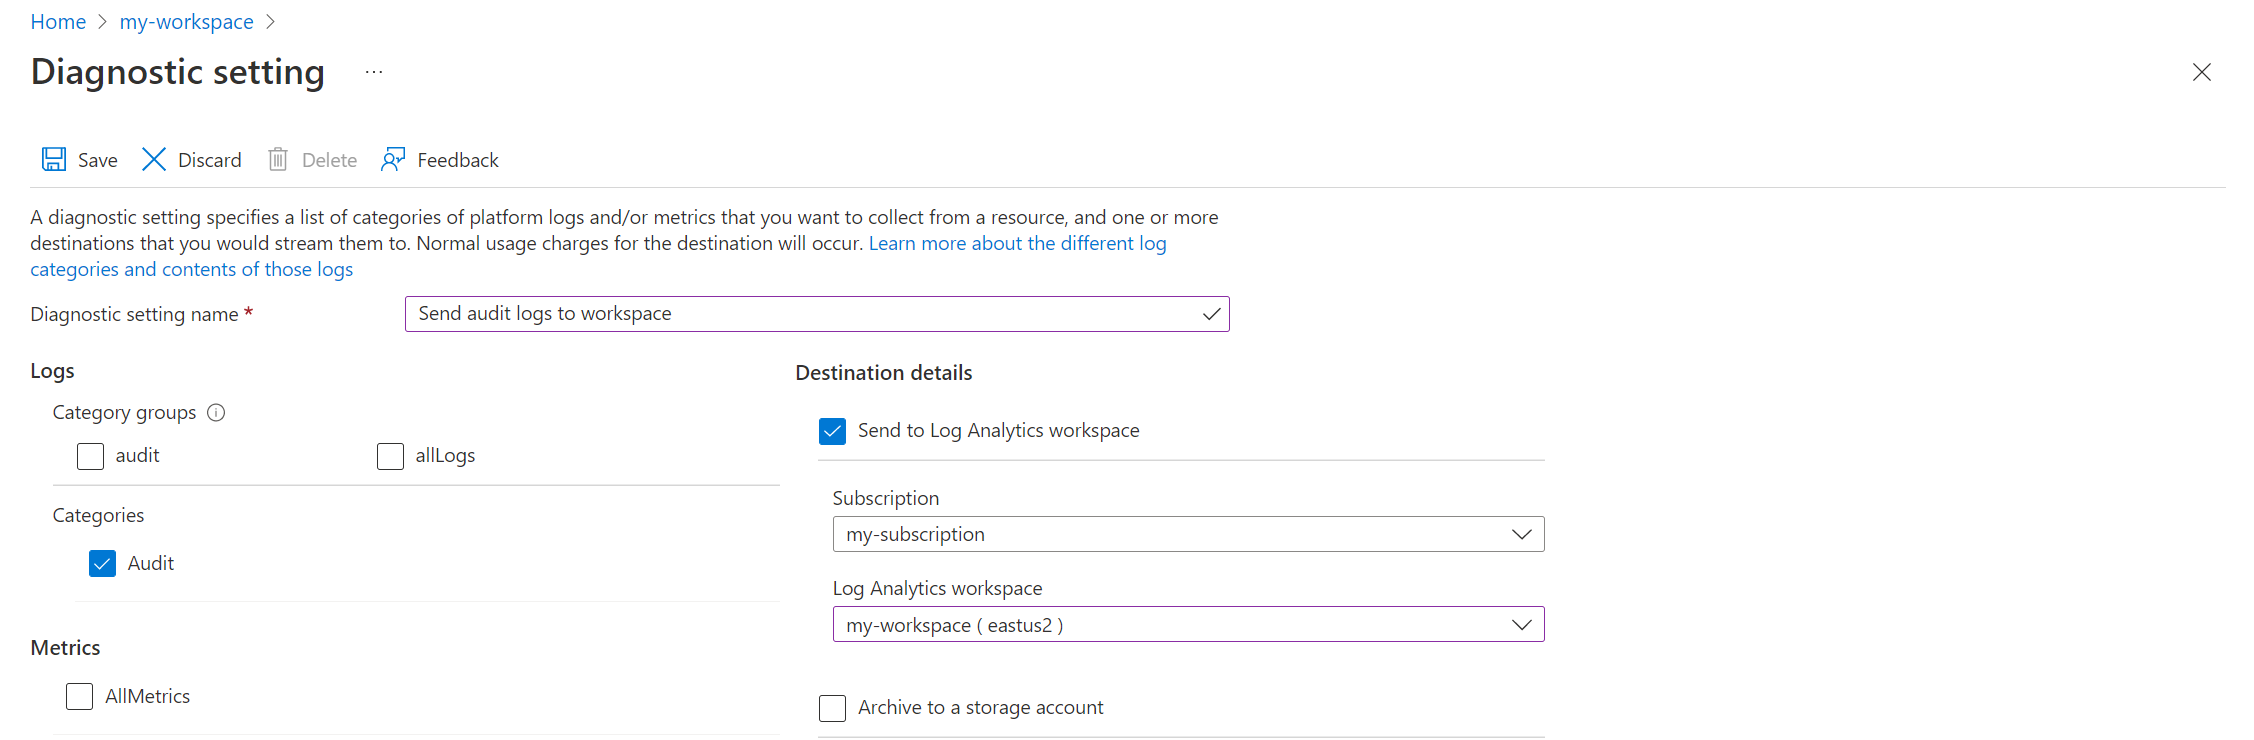 Home > my-workspace >
Diagnostic setting ...
Save Discard Delete Feedback
A diagnostic setting specifies a list of categories of platform logs and/or metrics that you want to collect from a resource, and one or more
destinations that you would stream them to. Normal usage charges for the destination will occur. Learn more about the different log
categories and contents of those logs
Diagnostic setting name *
Send audit logs to workspace
Logs
Category groups
audit
allLogs
Categories
Audit
Metrics
AllMetrics
Destination details
Send to Log Analytics workspace
Subscription
my-subscription
Log Analytics workspace
my-workspace ( eastus2 )
Archive to a storage account